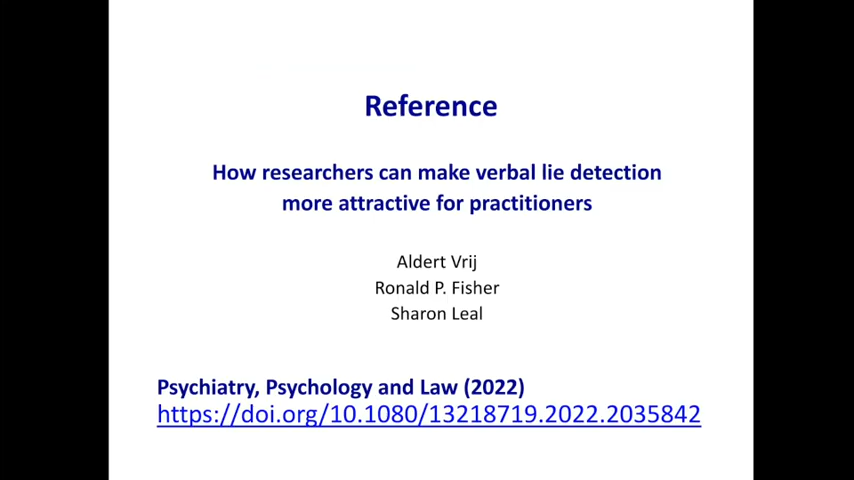 Reference
How researchers can make verbal lie detection
more attractive for practitioners
Aldert Vrij
Ronald P. Fisher
Sharon Leal
Psychiatry, Psychology and Law (2022)
https://doi.org/10.1080/13218719.2022.2035842